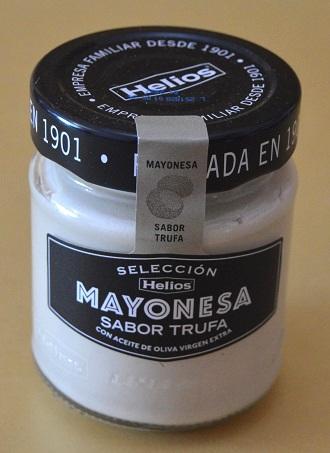 • EMPRESA FAMILIAR DESDE 1901 •
Helios
EN 1901 •
ADA EN 19
MAYONESA
SABOR
TRUFA
SELECCIÓN
Helios
MAYONESA
SABOR TRUFA
CON ACEITE DE OLIVA VIRGEN EXTRA